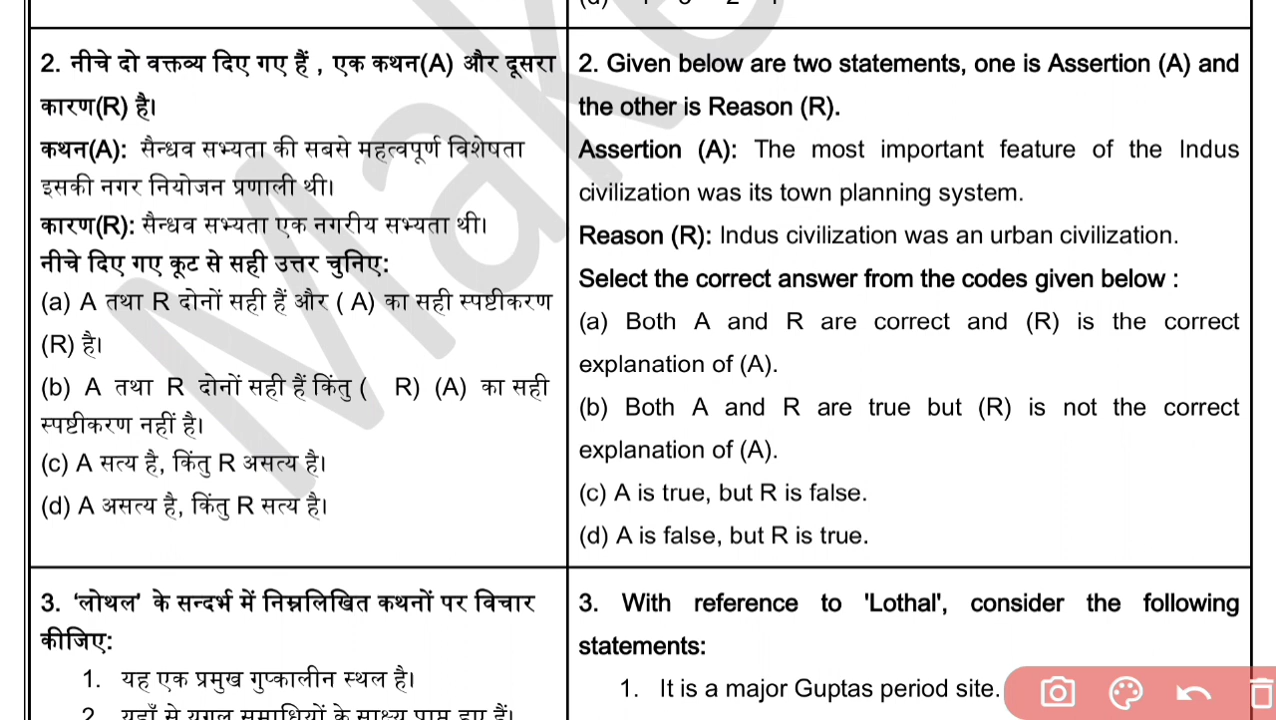 2. नीचे दो वक्तव्य दिए गए हैं , एक कथन(A) और दूसरा
कारण(R) है।
कथन(A): सैन्धव सभ्यता की सबसे महत्वपूर्ण विशेषता
इसकी नगर नियोजन प्रणाली थी।
कारण(R): सैन्धव सभ्यता एक नगरीय सभ्यता थी।
नीचे दिए गए कूट से सही उत्तर चुनिए:
(a) A तथा R दोनों सही हैं और ( A) का सही स्पष्टीकरण
(R) है।
(b) A तथा R दोनों सही हैं किंतु ( R) (A) का सही
स्पष्टीकरण नहीं है।
(c) A सत्य है, किंतु R असत्य है।
(d) A असत्य है, किंतु R सत्य है।
2. Given below are two statements, one is Assertion (A) and
the other is Reason (R).
Assertion (A): The most important feature of the Indus
civilization was its town planning system.
Reason (R): Indus civilization was an urban civilization.
Select the correct answer from the codes given below :
(a) Both A and R are correct and (R) is the correct
explanation of (A).
(b) Both A and R are true but (R) is not the correct
explanation of (A).
(c) A is true, but R is false.
(d) A is false, but R is true.
3. 'लोथल' के सन्दर्भ में निम्नलिखित कथनों पर विचार
कीजिए:
1. यह एक प्रमुख गुप्कालीन स्थल है।
2. यहाँ से युगल समाधियों के साक्ष्य प्राप्त हुए हैं।
3. With reference to 'Lothal', consider the following
statements:
1. It is a major Guptas period site.
Make